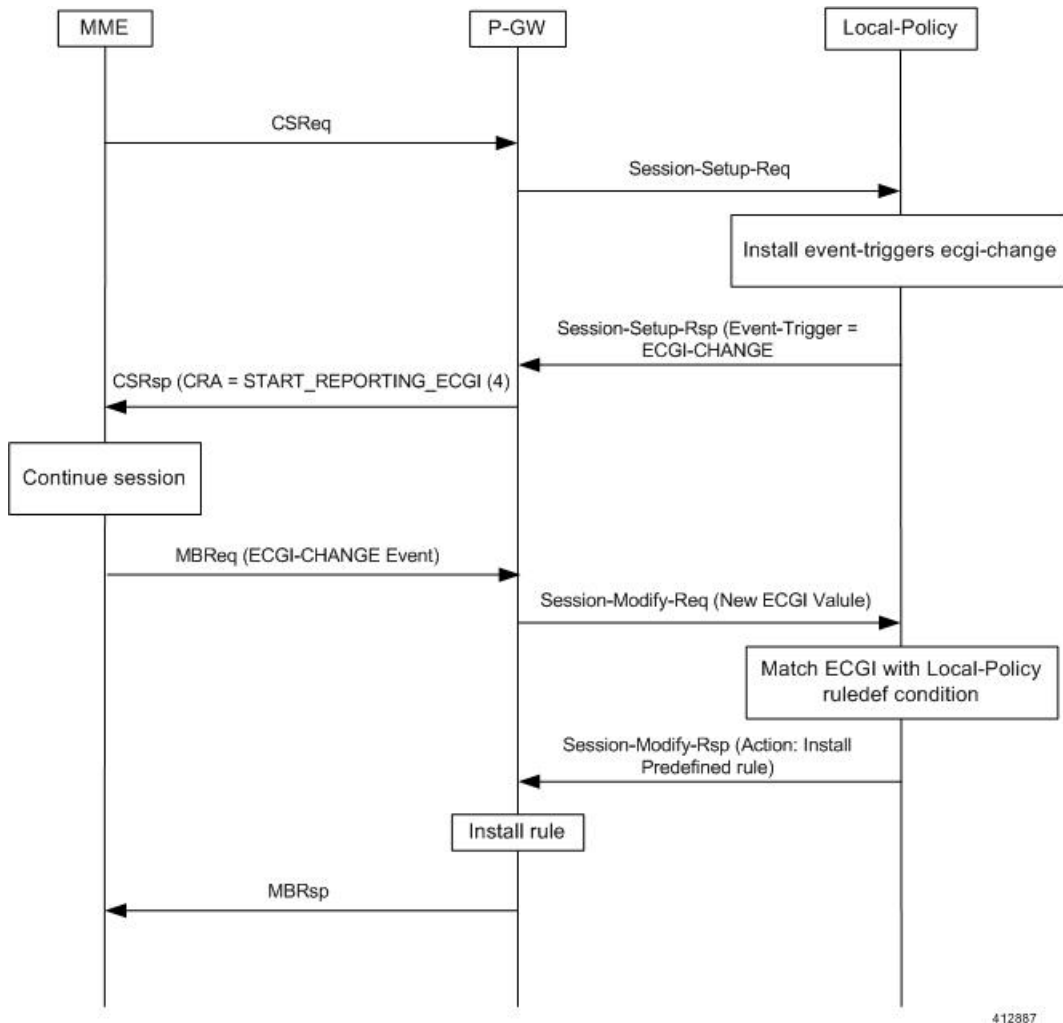 MME
P-GW
Local-Policy
CSReq
Session-Setup-Req
Install event-triggers ecgi-change
Session-Setup-Rsp (Event-Trigger =
ECGI-CHANGE
CSRsp (CRA = START_REPORTING_ECGI (4)
Continue session
MBReq (ECGI-CHANGE Event)
Session-Modify-Req (New ECGI Valule)
Match ECGI with Local-Policy
ruledef condition
Session-Modify-Rsp (Action: Install
Predefined rule)
Install rule
MBRsp
412887